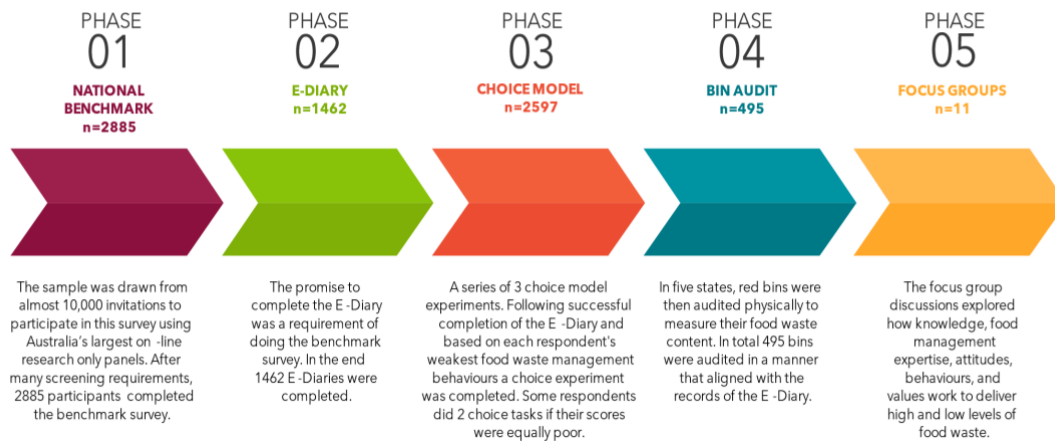 PHASE
01
NATIONAL
BENCHMARK
n=2885
The sample was drawn from
almost 10,000 invitations to
participate in this survey using
Australia's largest on -line
research only panels. After
many screening requirements,
2885 participants completed
the benchmark survey.
PHASE
02
E-DIARY
n=1462
The promise to
complete the E -Diary
was a requirement of
doing the benchmark
survey. In the end
1462 E -Diaries were
completed.
PHASE
03
CHOICE MODEL
n=2597
A series of 3 choice model
experiments. Following successful
completion of the E -Diary and
based on each respondent's
weakest food waste management
behaviours a choice experiment
was completed. Some respondents
did 2 choice tasks if their scores
were equally poor.
PHASE
04
BIN AUDIT
n=495
In five states, red bins were
then audited physically to
measure their food waste
content. In total 495 bins
were audited in a manner
that aligned with the
records of the E -Diary.
PHASE
05
FOCUS GROUPS
n=11
The focus group
discussions explored
how knowledge, food
management
expertise, attitudes,
behaviours, and
values work to deliver
high and low levels of
food waste.